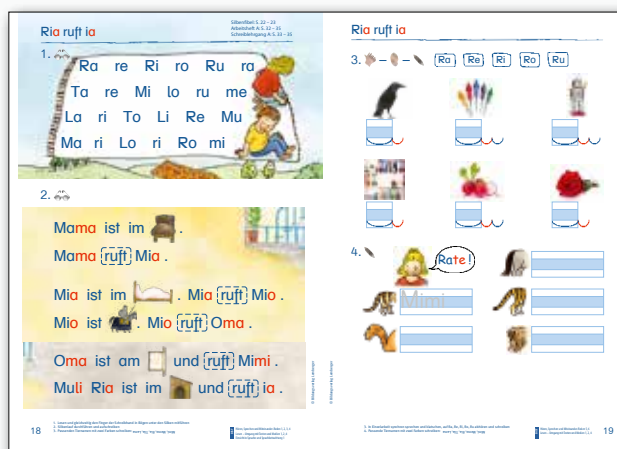 Ria ruft ia
Silbenfibel S. 22 – 23
Arbeitsheft A: S. 32 – 33
Schreiblehrgang A: S. 33 – 35
1.
Ra re Ri ro Ru ra
Ta re Mi lo ru me
La ri To Li Re Mu
Ma ri Lo ri Ro mi
2.
Mama ist im .
Mama ruft Mia .
Mia ist im . Mia ruft Mio .
Mio ist . Mio ruft Oma .
Oma ist am und ruft Mimi .
Muli Ria ist im und ruft ia .
18
Ria ruft ia
3. – – Ra Re Ri Ro Ru
4.
Rate !
Mimi
19